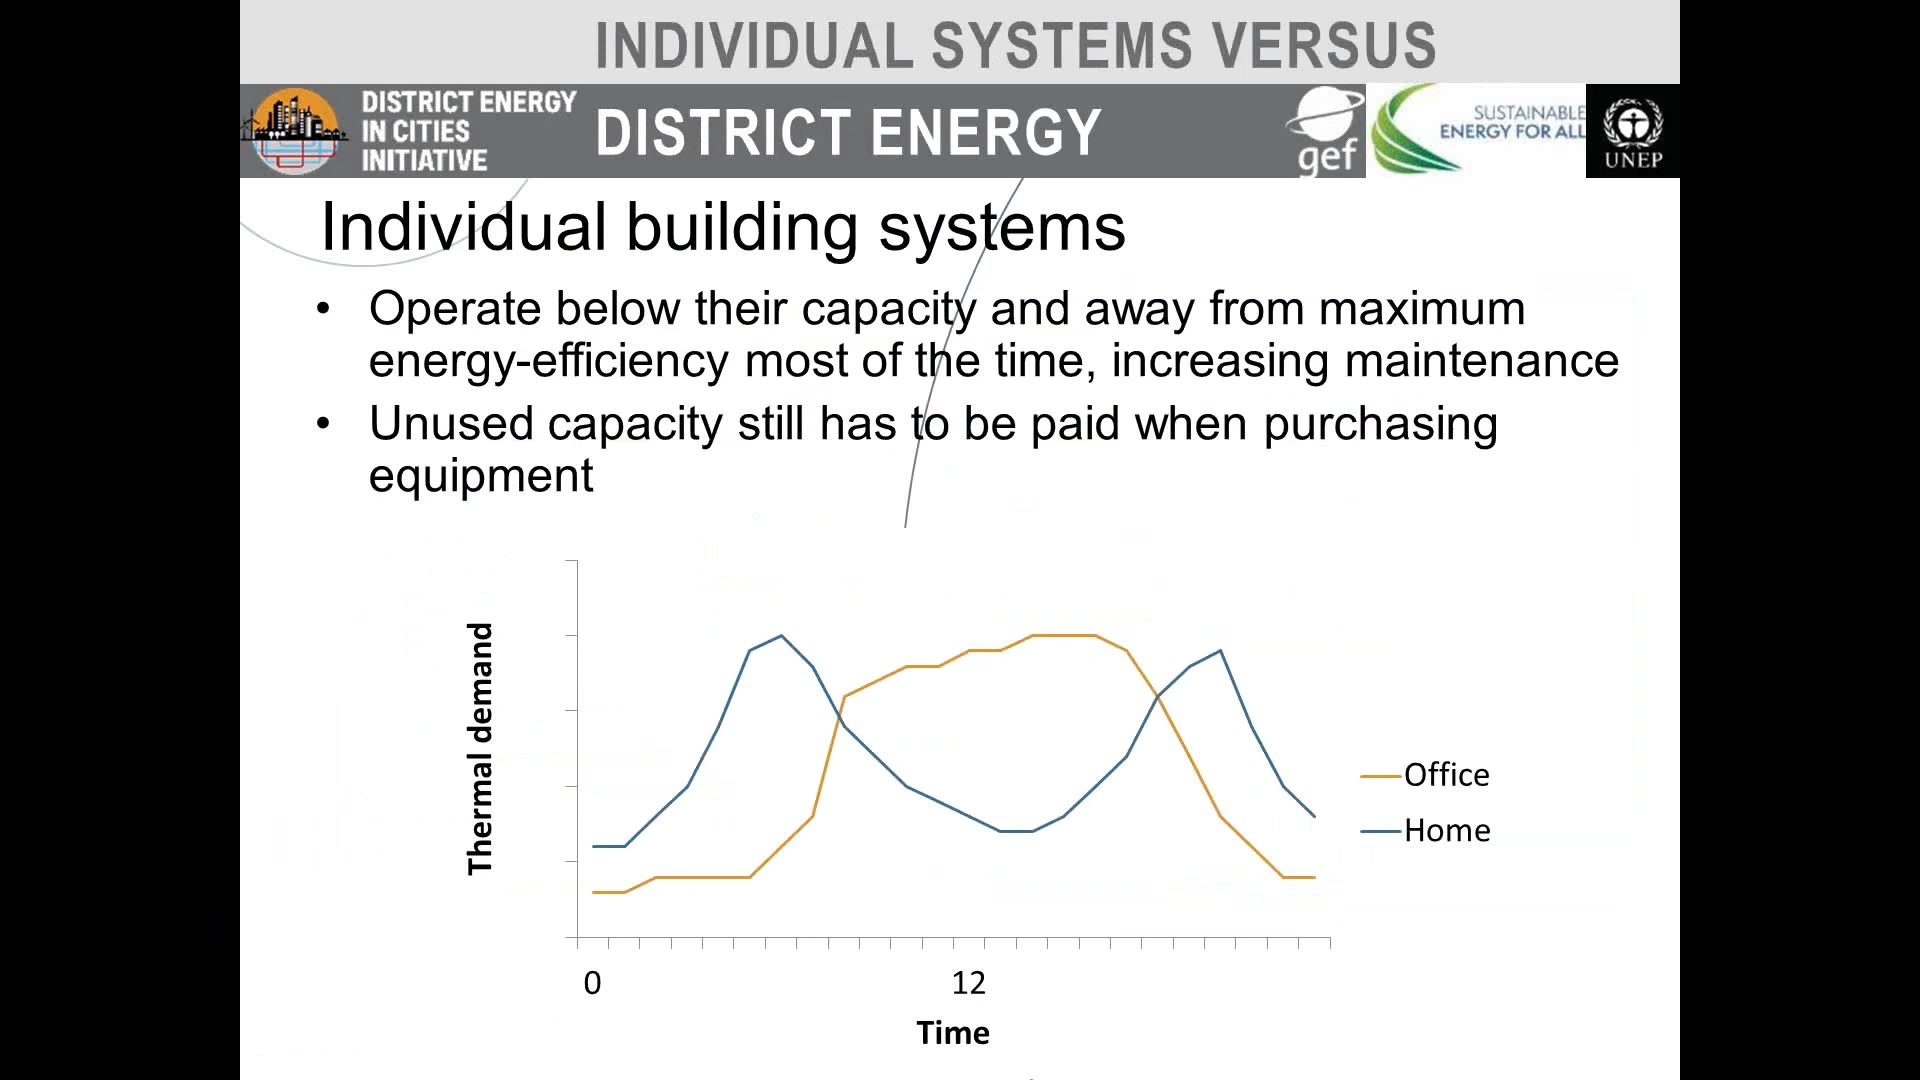 INDIVIDUAL SYSTEMS VERSUS
DISTRICT ENERGY
IN CITIES
INITIATIVE
DISTRICT ENERGY
gef
SUSTAINABLE
ENERGY FOR ALL
UNEP
Individual building systems
• Operate below their capacity and away from maximum
energy-efficiency most of the time, increasing maintenance
• Unused capacity still has to be paid when purchasing
equipment
Thermal demand
Office
Home
0 12
Time